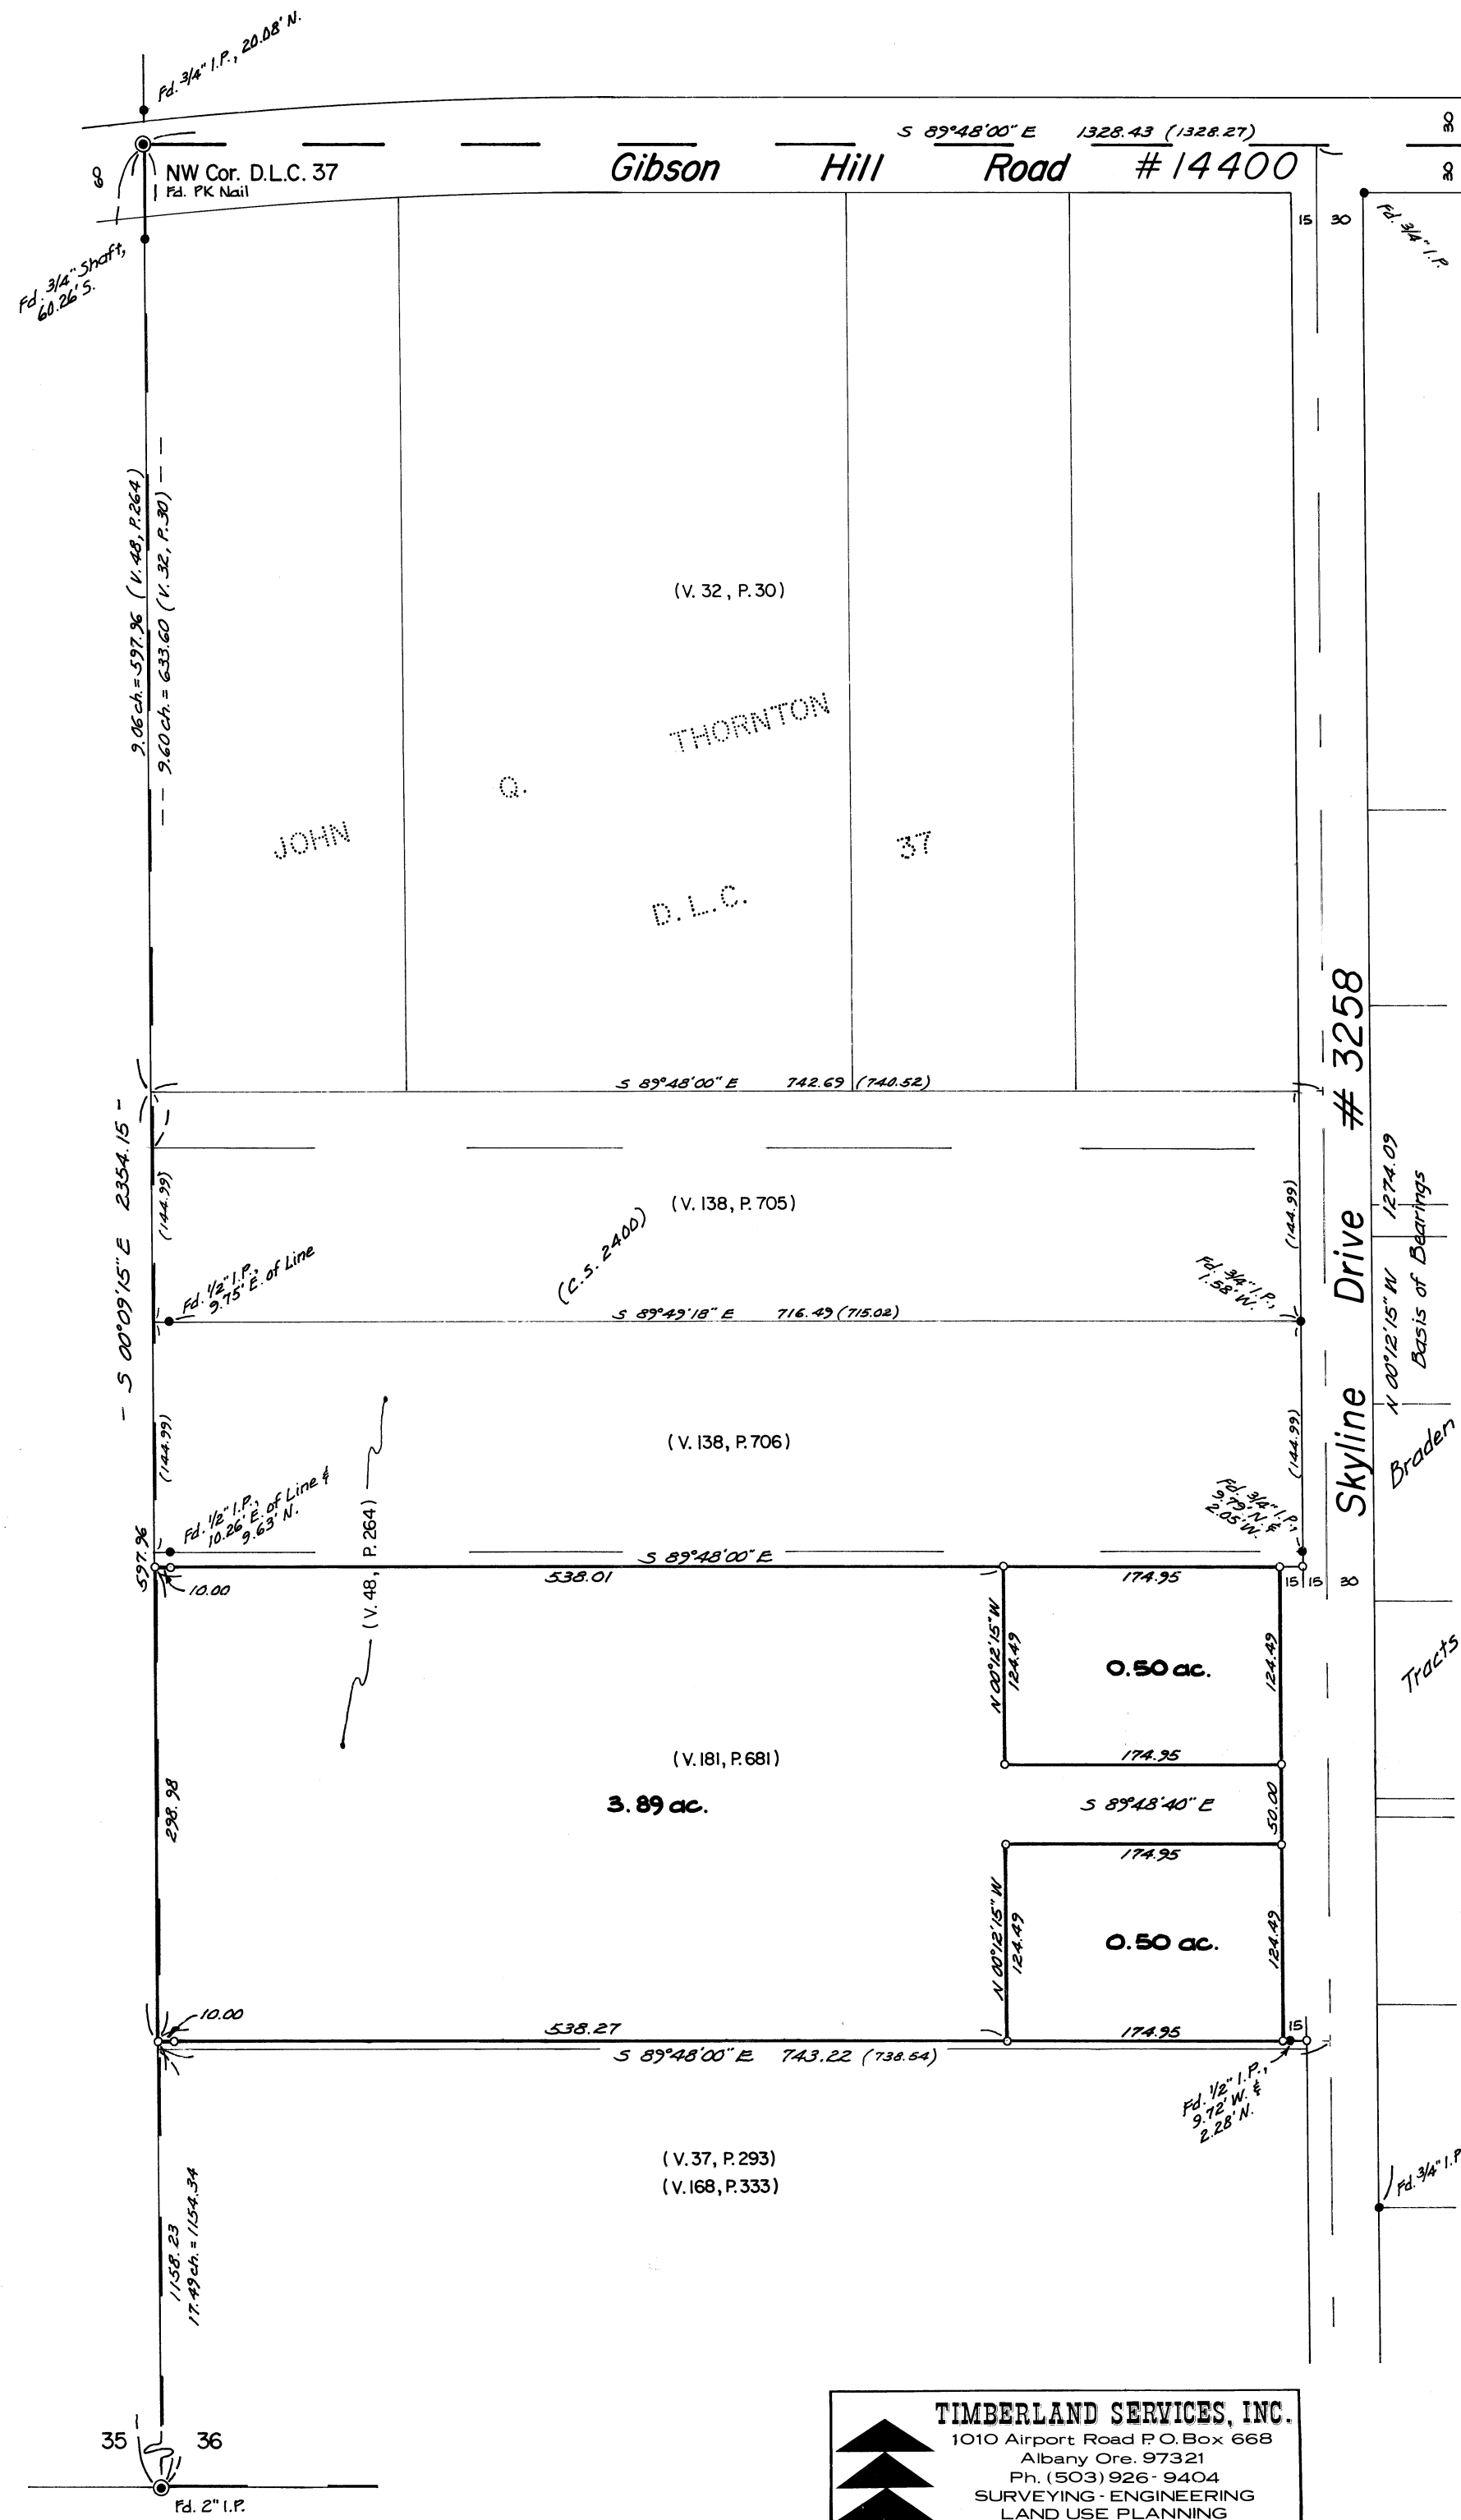 Fd. 3/4" I.P., 20.08' N.
S 89°48'00" E 1328.43 (1328.27)
30
30
60
NW Cor. D.L.C. 37
Fd. PK Nail
Gibson Hill Road #14400
15 30
Fd. 3/4" I.P.
Fd. 3/4" Shaft,
60.26' S.
9.06 ch. = 597.96 (V. 48, P.264)
9.60 ch. = 633.60 (V. 32, P.30)
(V. 32, P.30)
JOHN Q. THORNTON
D.L.C. 37
S 89°48'00" E 742.69 (740.52)
Skyline Drive # 3258
- S 00°09'15" E 2354.15 -
(144.99)
(V. 138, P. 705)
(144.99)
N 00°12'15" W 1274.09
Basis of Bearings
(C.S. 2400)
Fd. 1/2" I.P.,
9.75' E. of Line
Fd. 3/4" I.P.,
1.58' W.
S 89°49'18" E 716.49 (715.02)
(144.99)
(V. 138, P.706)
(144.99)
Braden
Tracts
Fd. 1/2" I.P.,
10.26' E. of Line &
9.63' N.
Fd. 3/4" I.P.,
9.79' N. &
2.05' W.
(V. 48, P. 264)
597.96
10.00
S 89°48'00" E
538.01
174.95
15 15 30
N 00°12'15" W
124.49
0.50 ac.
124.49
174.95
(V. 181, P.681)
3.89 ac.
298.98
S 89°48'40" E
50.00
174.95
N 00°12'15" W
124.49
0.50 ac.
124.49
10.00
538.27
174.95
15
S 89°48'00" E 743.22 (738.54)
Fd. 1/2" I.P.,
9.72' W. &
2.28' N.
(V. 37, P.293)
(V. 168, P.333)
Fd. 3/4" I.P
1158.23
17.49 ch. = 1154.34
35 36
Fd. 2" I.P.
TIMBERLAND SERVICES, INC.
1010 Airport Road P.O. Box 668
Albany Ore. 97321
Ph. (503) 926-9404
SURVEYING - ENGINEERING
LAND USE PLANNING